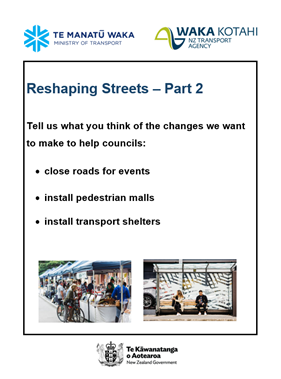 TE MANATŪ WAKA
MINISTRY OF TRANSPORT
WAKA KOTAHI
NZ TRANSPORT
AGENCY
Reshaping Streets – Part 2
Tell us what you think of the changes we want
to make to help councils:
• close roads for events
• install pedestrian malls
• install transport shelters
Te Kāwanatanga
o Aotearoa
New Zealand Government